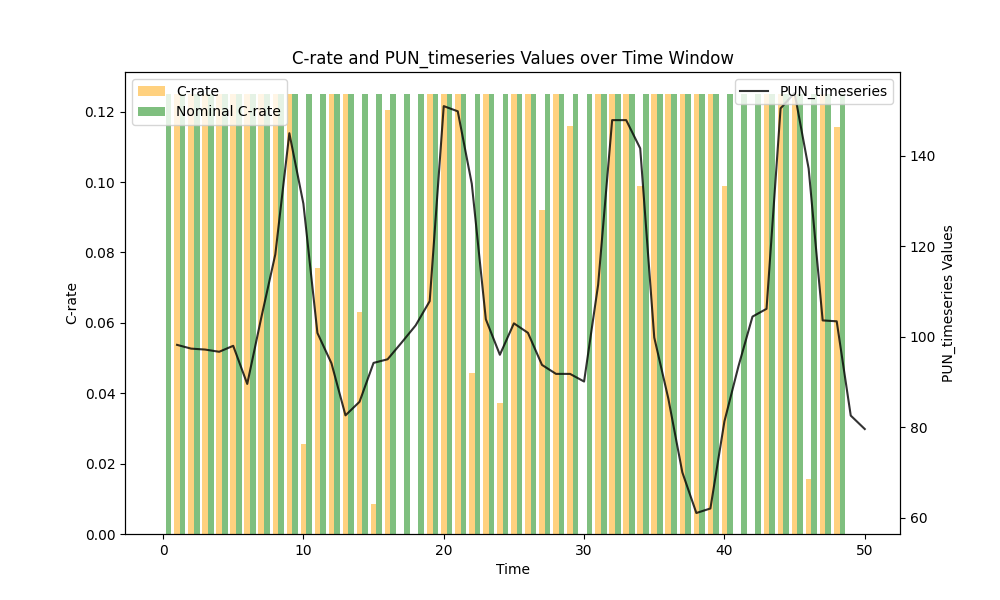 C-rate and PUN_timeseries Values over Time Window
C-rate
Nominal C-rate
PUN_timeseries
0.12
0.10
0.08
0.06
0.04
0.02
0.00
C-rate
140
120
100
80
60
PUN_timeseries Values
0 10 20 30 40 50
Time